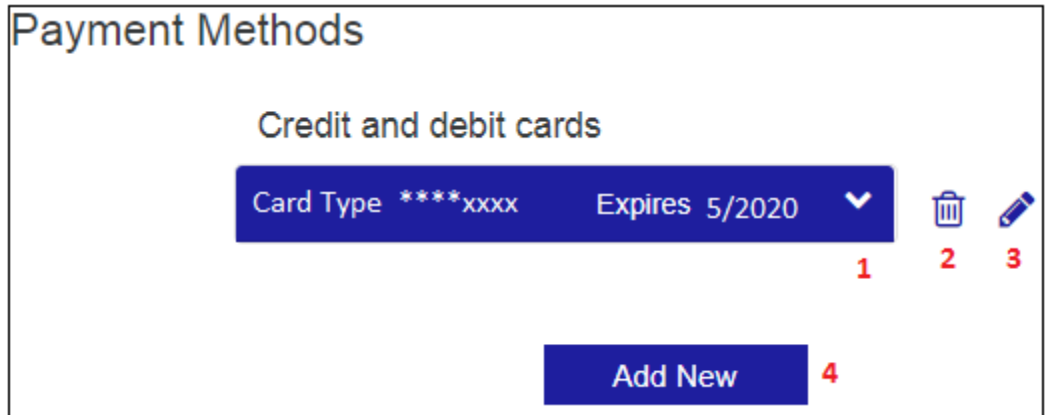 Payment Methods
Credit and debit cards
Card Type ****xxxx Expires 5/2020
1 2 3
Add New 4